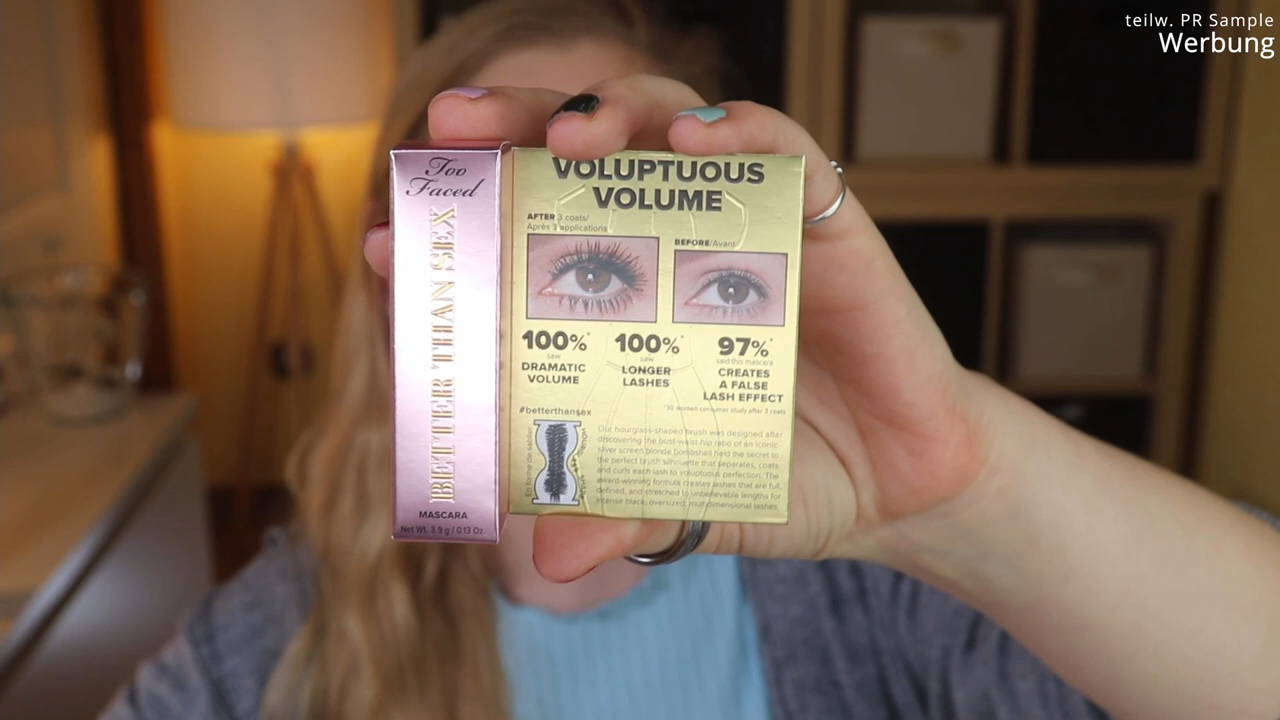 teilw. PR Sample
Werbung
Too
Faced
BETTER THAN SEX
MASCARA
Net Wt. 3.9 g / 0.13 Oz.
VOLUPTUOUS
VOLUME
AFTER 3 coats/
Après 3 applications
BEFORE/Avant
100%*
saw
DRAMATIC
VOLUME
100%*
saw
LONGER
LASHES
97%*
said this mascara
CREATES
A FALSE
LASH EFFECT
*30 women consumer study after 3 coats
#betterthansex
En forme de sablier
Our hourglass-shaped brush was designed after
discovering the bust-waist-hip ratio of an iconic
silver screen blonde bombshell held the secret to
the perfect brush silhouette that separates, coats,
and curls each lash to voluptuous perfection. The
award-winning formula creates lashes that are full,
defined, and stretched to unbelievable lengths for
intense black, oversized, multidimensional lashes.